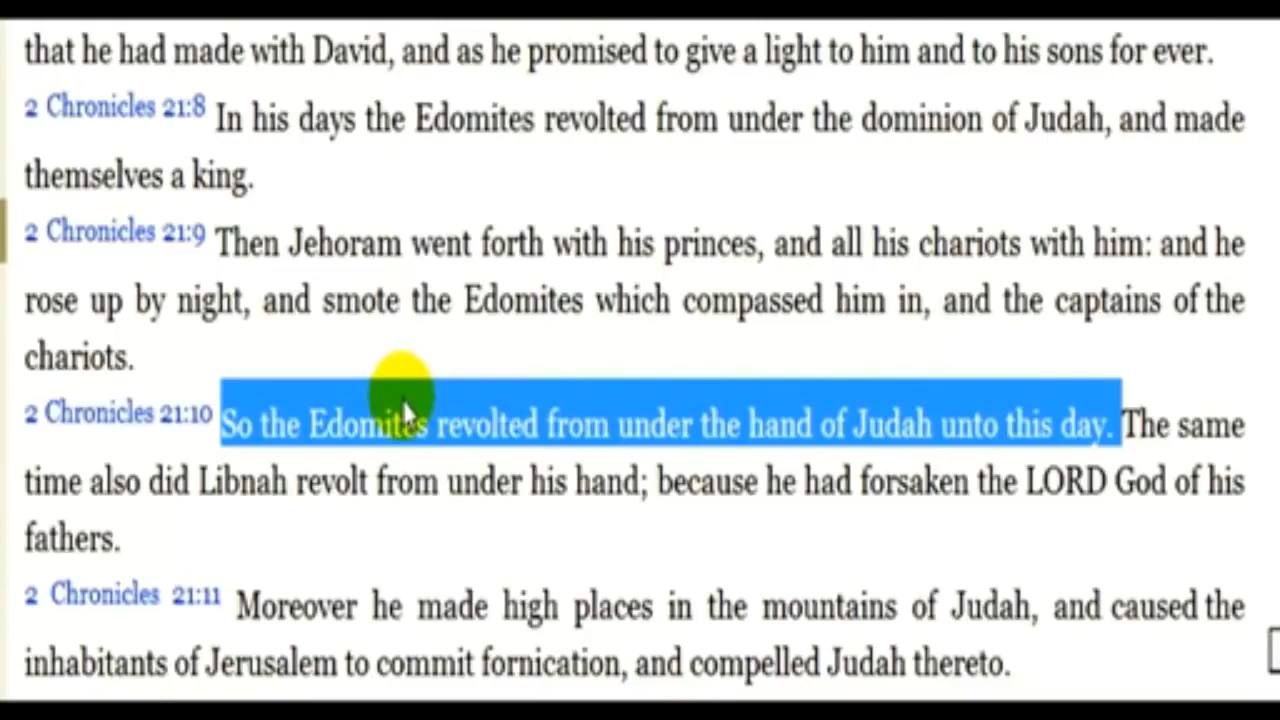 that he had made with David, and as he promised to give a light to him and to his sons for ever.
2 Chronicles 21:8 In his days the Edomites revolted from under the dominion of Judah, and made
themselves a king.
2 Chronicles 21:9 Then Jehoram went forth with his princes, and all his chariots with him: and he
rose up by night, and smote the Edomites which compassed him in, and the captains of the
chariots.
2 Chronicles 21:10 So the Edomites revolted from under the hand of Judah unto this day. The same
time also did Libnah revolt from under his hand; because he had forsaken the LORD God of his
fathers.
2 Chronicles 21:11 Moreover he made high places in the mountains of Judah, and caused the
inhabitants of Jerusalem to commit fornication, and compelled Judah thereto.